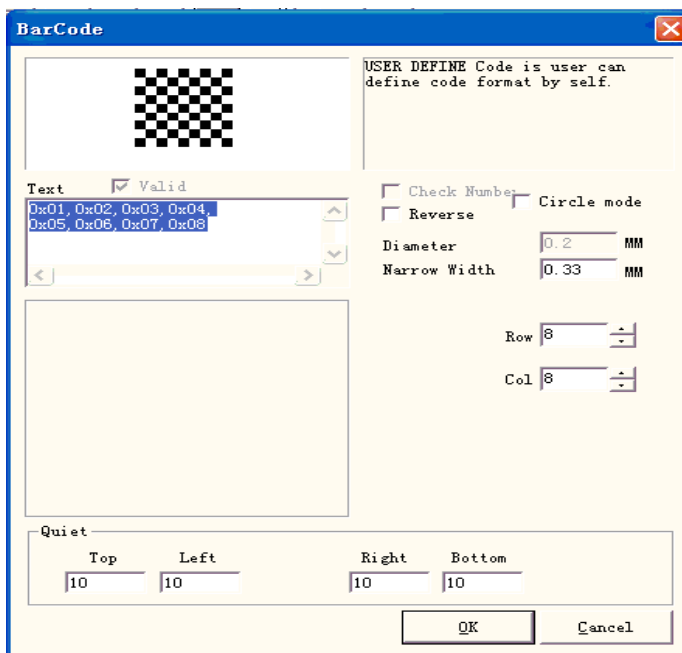 BarCode
USER DEFINE Code is user can
define code format by self.
Text
Valid
0x01, 0x02, 0x03, 0x04,
0x05, 0x06, 0x07, 0x08
Check Number
Circle mode
Reverse
Diameter 0.2 MM
Narrow Width 0.33 MM
Row 8
Col 8
Quiet
Top Left Right Bottom
10 10 10 10
OK Cancel